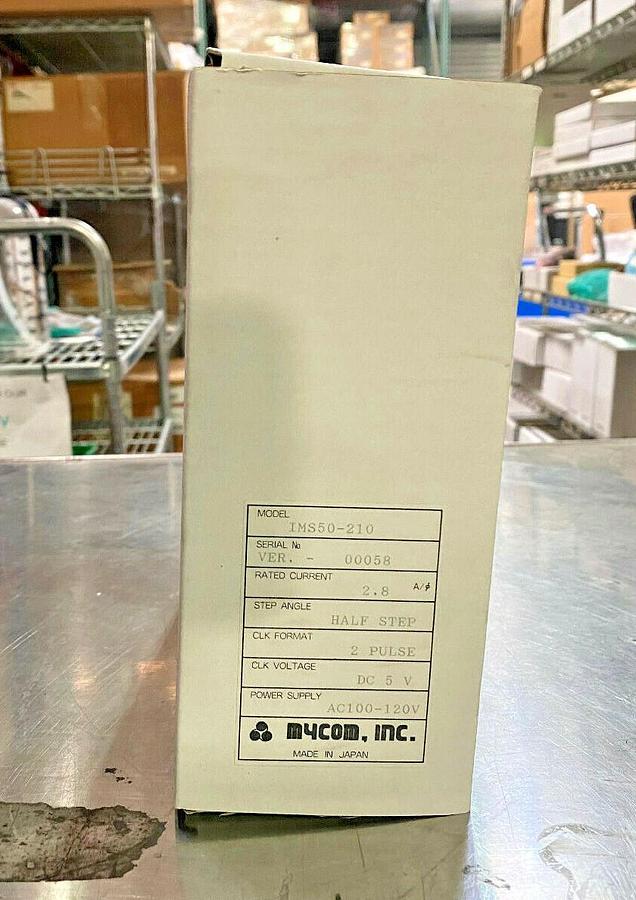 MODEL
IMS50-210
SERIAL №
VER. - 00058
RATED CURRENT
2.8 A/ϕ
STEP ANGLE
HALF STEP
CLK FORMAT
2 PULSE
CLK VOLTAGE
DC 5 V
POWER SUPPLY
AC100-120V
MYCOM, INC.
MADE IN JAPAN